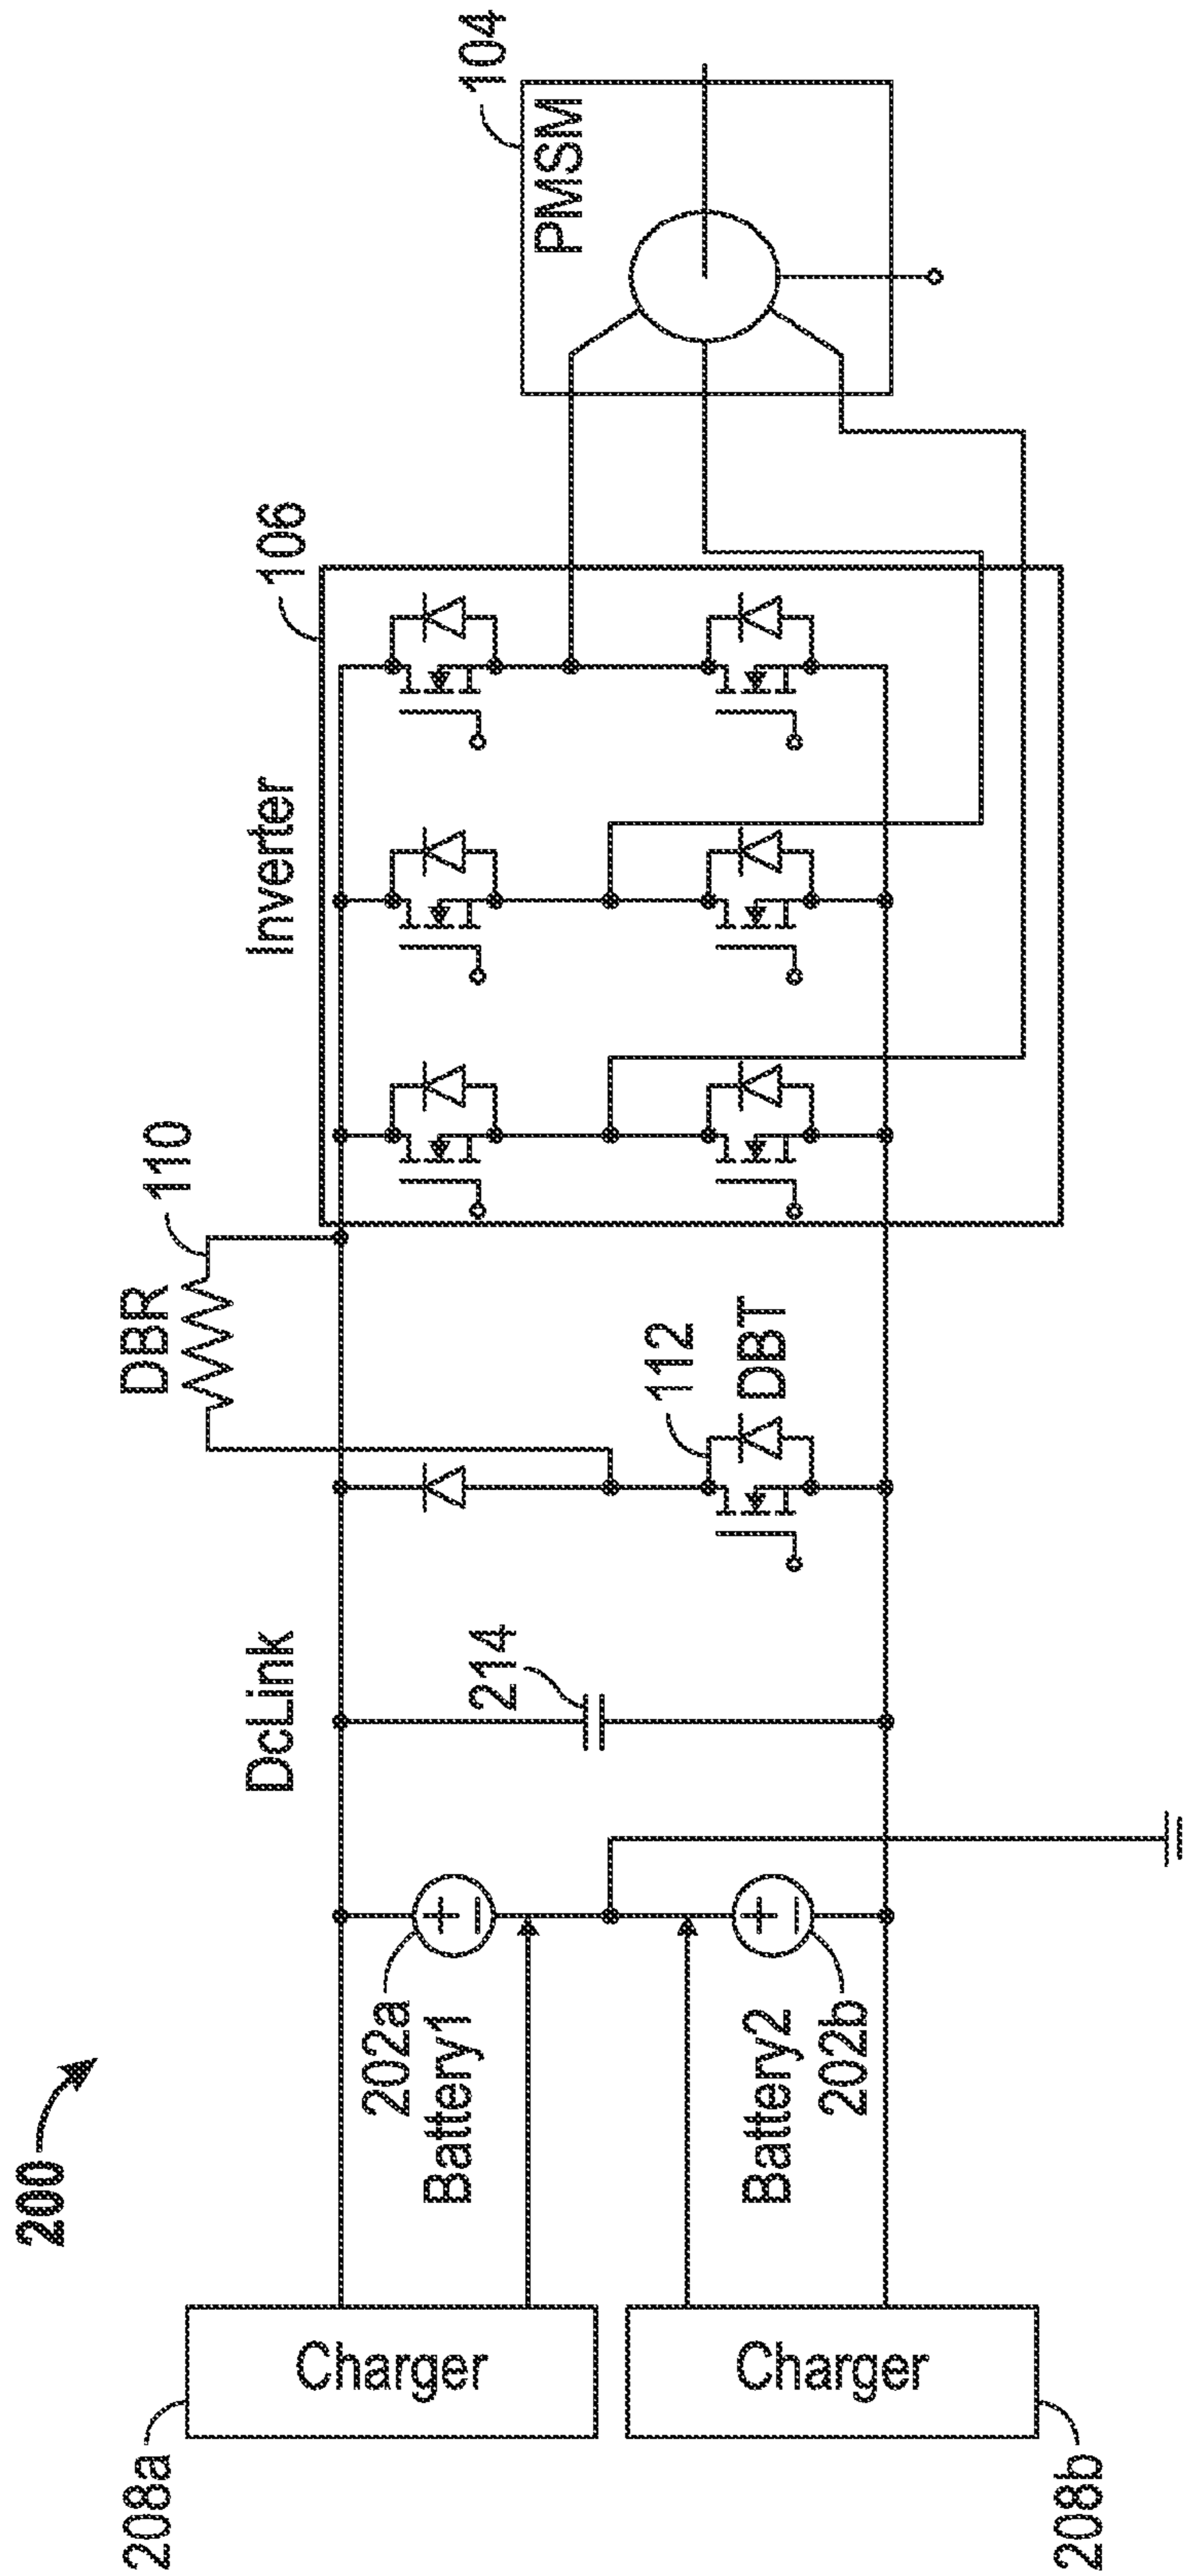 200
208a
Charger
Charger
208b
202a
Battery1
Battery2
202b
DcLink
214
DBR
110
112
DBT
Inverter
106
PMSM
104